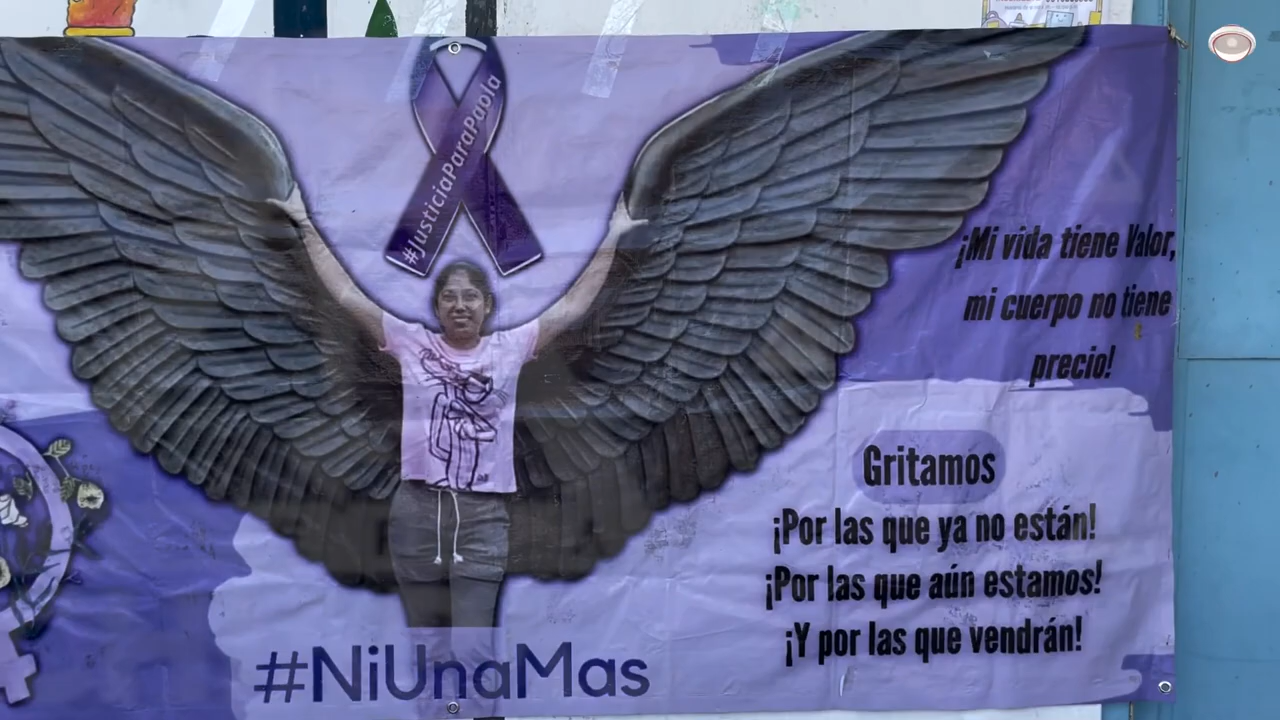 #JusticiaParaPaola
¡Mi vida tiene Valor,
mi cuerpo no tiene
precio!
Gritamos
¡Por las que ya no están!
¡Por las que aún estamos!
¡Y por las que vendrán!
#NiUnaMas